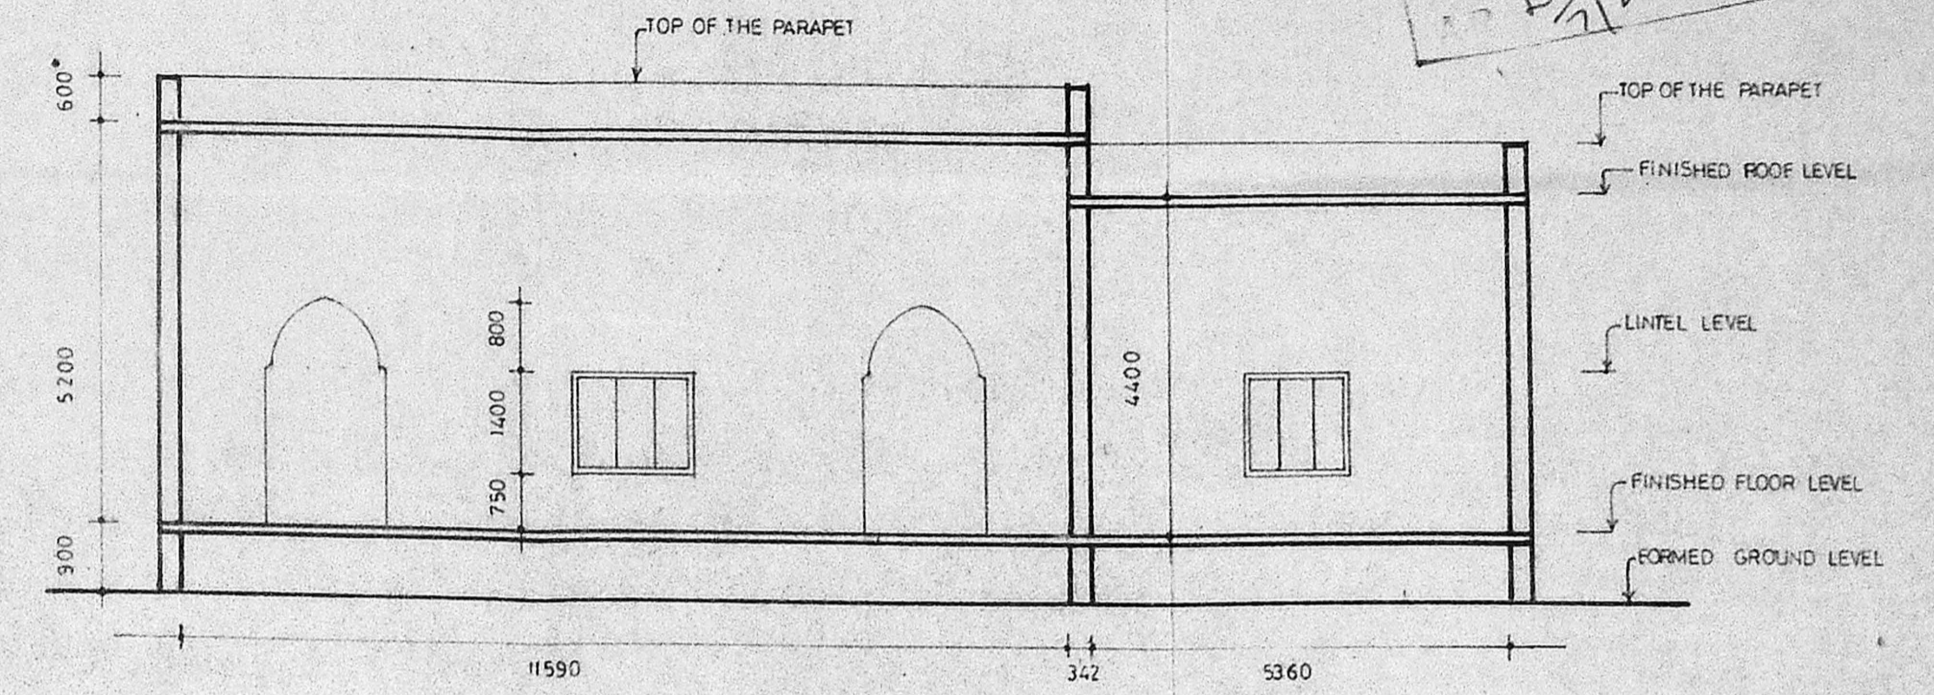 TOP OF THE PARAPET
600
TOP OF THE PARAPET
FINISHED ROOF LEVEL
800
LINTEL LEVEL
5200
1400
4400
750
FINISHED FLOOR LEVEL
900
FORMED GROUND LEVEL
11590
342
5360